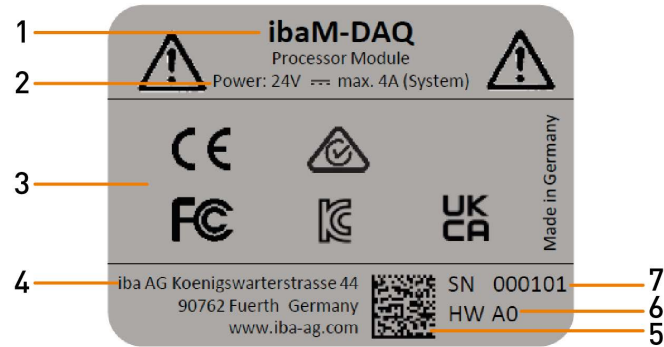 1
ibaM-DAQ
Processor Module
2
Power: 24V ⎓ max. 4A (System)
3
CE
FC
KC
UK
CA
Made in Germany
4
iba AG Koenigswarterstrasse 44
90762 Fuerth Germany
www.iba-ag.com
SN 000101
HW A0
7
6
5